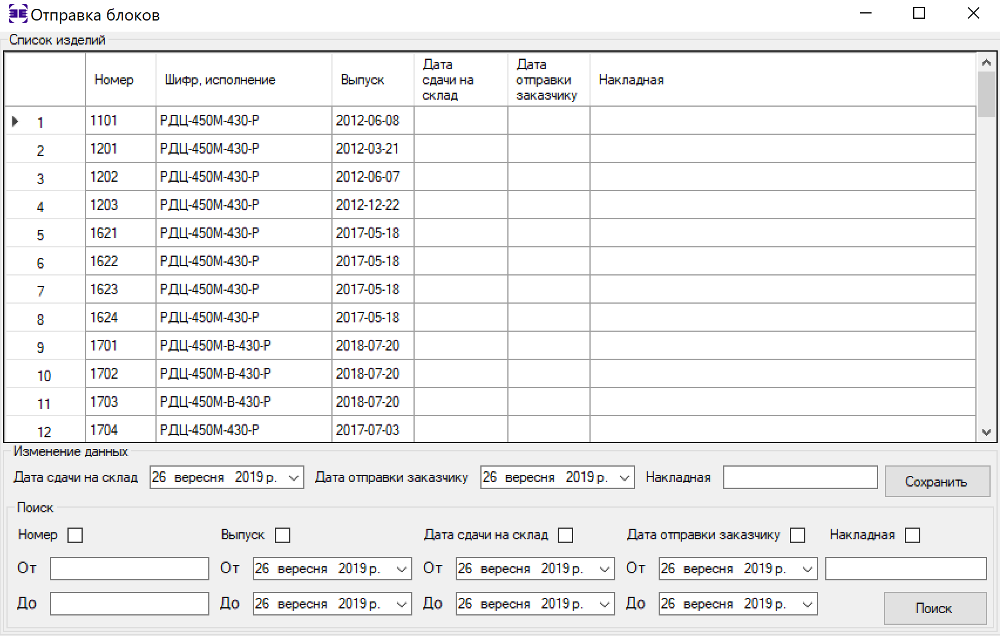 Отправка блоков
Список изделий
Номер Шифр, исполнение Выпуск Дата сдачи на склад Дата отправки заказчику Накладная
1 1101 РДЦ-450М-430-Р 2012-06-08
2 1201 РДЦ-450М-430-Р 2012-03-21
3 1202 РДЦ-450М-430-Р 2012-06-07
4 1203 РДЦ-450М-430-Р 2012-12-22
5 1621 РДЦ-450М-430-Р 2017-05-18
6 1622 РДЦ-450М-430-Р 2017-05-18
7 1623 РДЦ-450М-430-Р 2017-05-18
8 1624 РДЦ-450М-430-Р 2017-05-18
9 1701 РДЦ-450М-В-430-Р 2018-07-20
10 1702 РДЦ-450М-В-430-Р 2018-07-20
11 1703 РДЦ-450М-В-430-Р 2018-07-20
12 1704 РДЦ-450М-430-Р 2017-07-03
Изменение данных
Дата сдачи на склад 26 вересня 2019 р. Дата отправки заказчику 26 вересня 2019 р. Накладная Сохранить
Поиск
Номер Выпуск Дата сдачи на склад Дата отправки заказчику Накладная
От От 26 вересня 2019 р. От 26 вересня 2019 р. От 26 вересня 2019 р.
До До 26 вересня 2019 р. До 26 вересня 2019 р. До 26 вересня 2019 р. Поиск